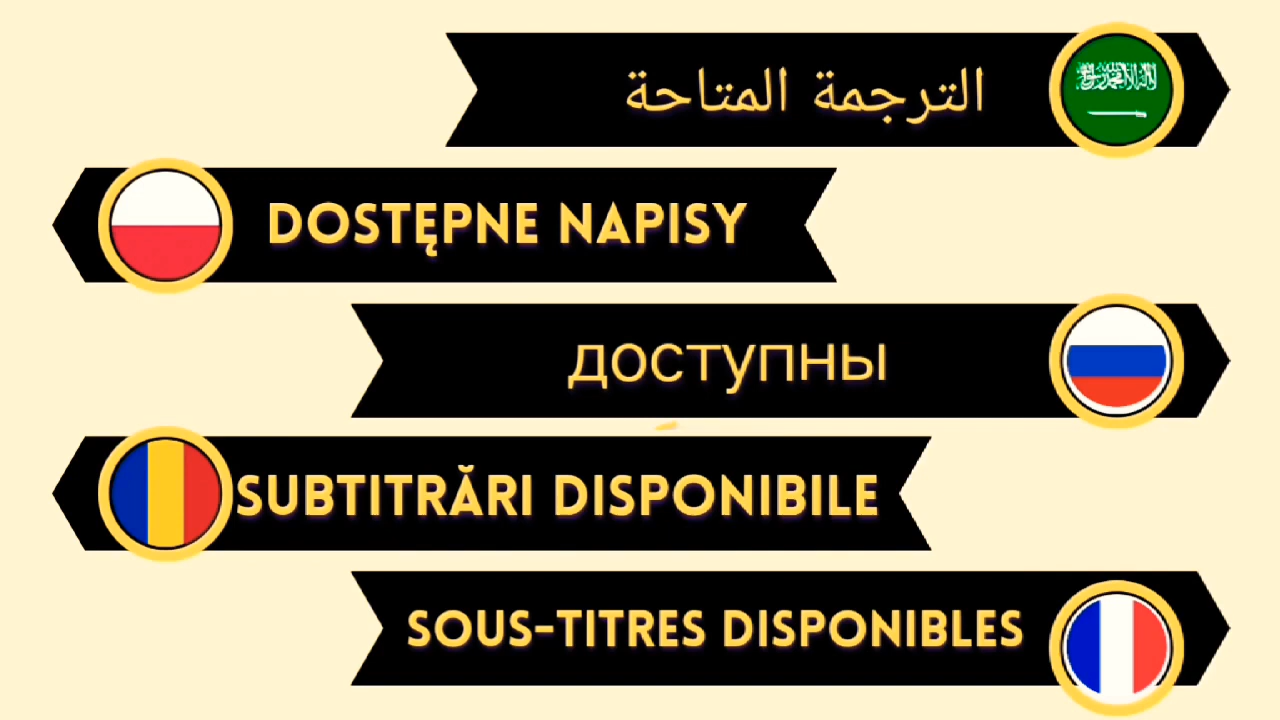 الترجمة المتاحة
DOSTĘPNE NAPISY
доступны
SUBTITRĂRI DISPONIBILE
SOUS-TITRES DISPONIBLES